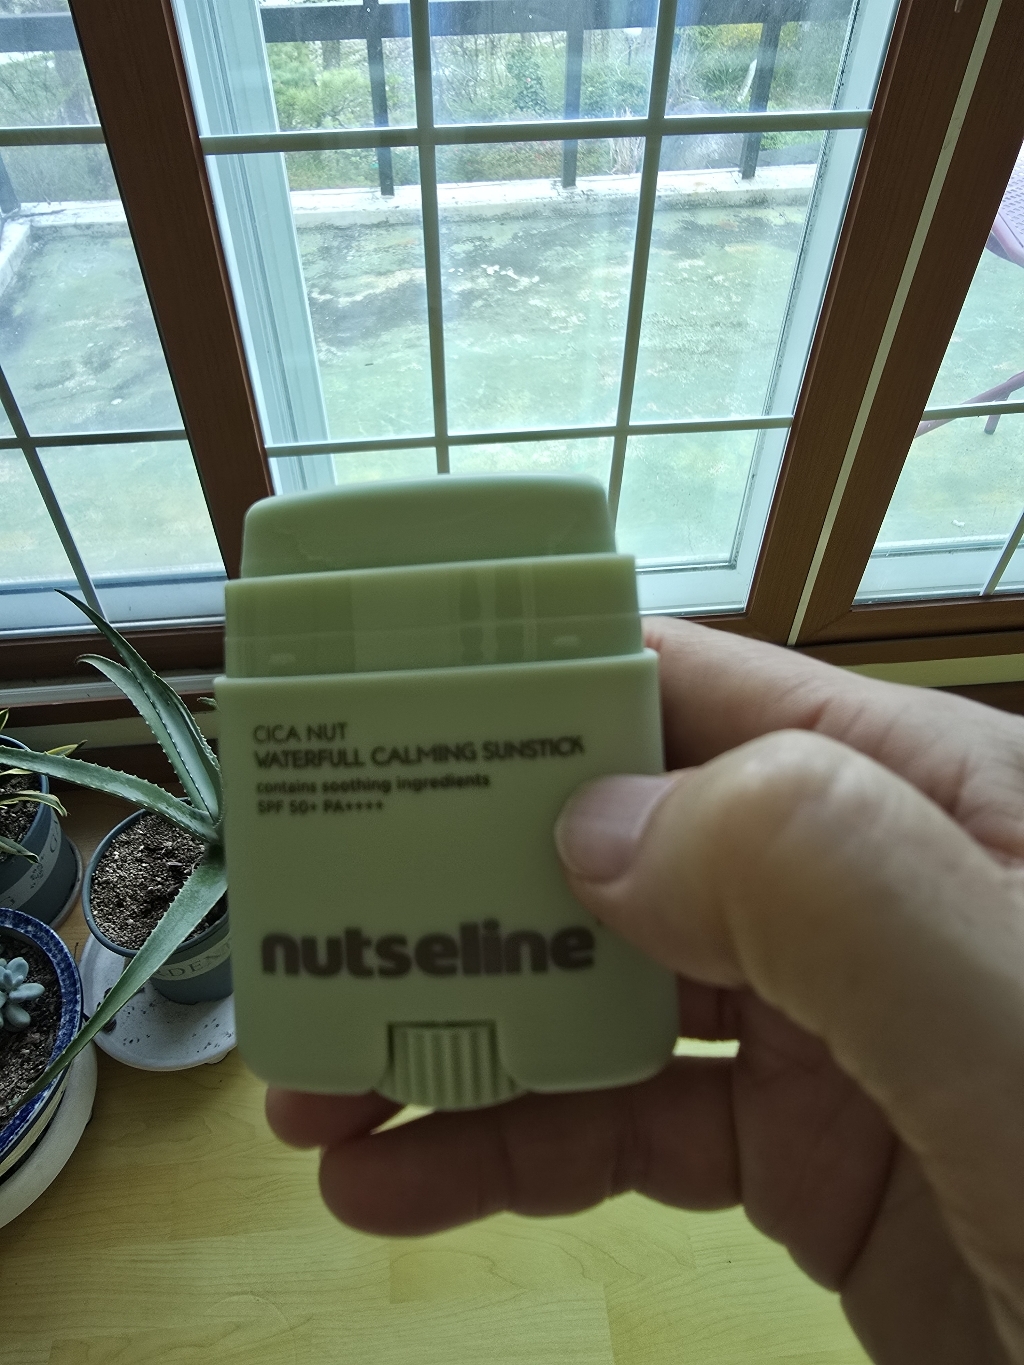 CICA NUT
WATERFULL CALMING SUNSTICK
contains soothing ingredients
SPF 50+ PA++++
nutseline